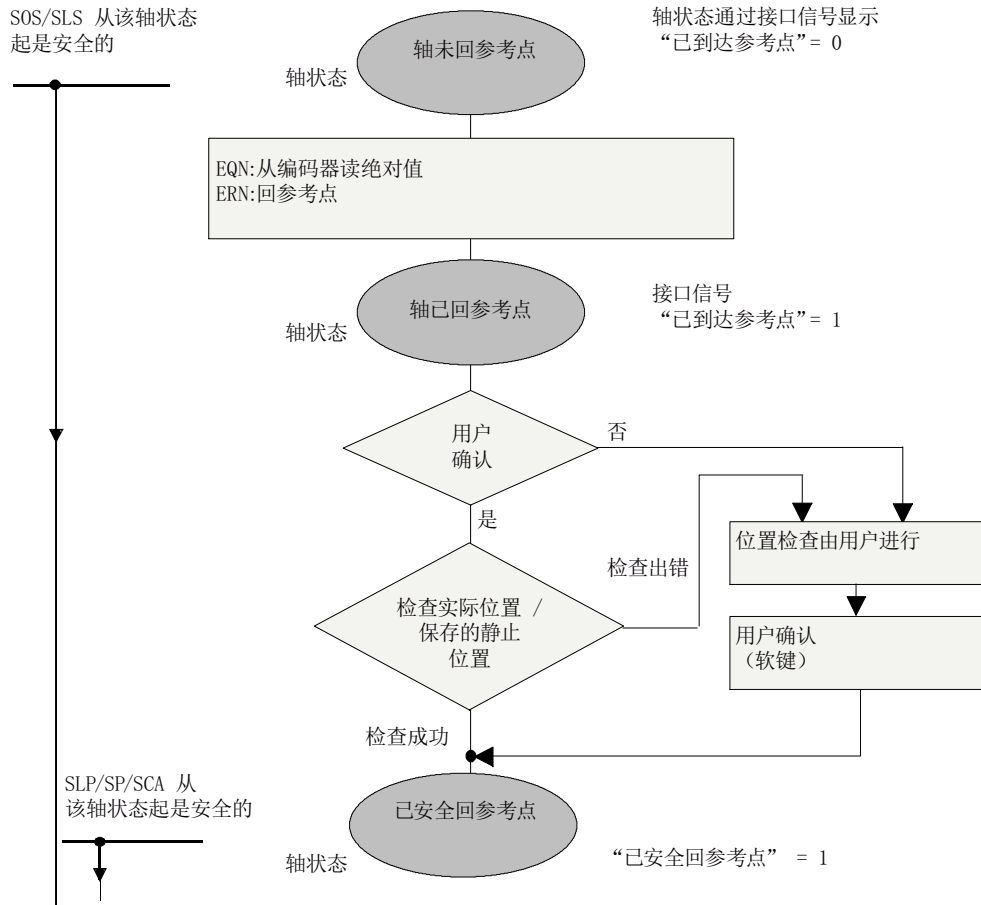 SOS/SLS 从该轴状态
起是安全的
轴未回参考点
轴状态
轴状态通过接口信号显示
“已到达参考点”= 0
EQN:从编码器读绝对值
ERN:回参考点
轴已回参考点
轴状态
接口信号
“已到达参考点”= 1
用户
确认
否
是
位置检查由用户进行
检查出错
检查实际位置 /
保存的静止
位置
用户确认
(软键)
检查成功
SLP/SP/SCA 从
该轴状态起是安全的
已安全回参考点
轴状态
“已安全回参考点” = 1